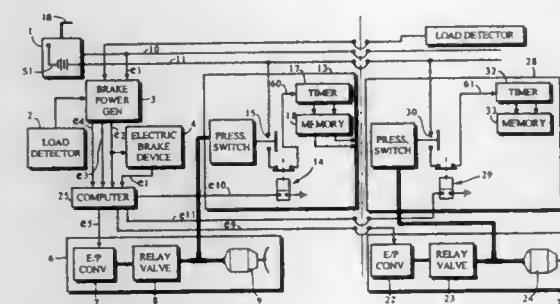 18
1
S1
10
11
e1
LOAD DETECTOR
BRAKE POWER GEN
3
2
LOAD DETECTOR
e4
e2
e3
4
ELECTRIC BRAKE DEVICE
e1
25
COMPUTER
e10
e11
e5
e9
17
13
60
TIMER
15
MEMORY
PRESS. SWITCH
14
32
28
61
TIMER
30
33
MEMORY
PRESS. SWITCH
29
6
E/P CONV
RELAY VALVE
7
8
9
E/P CONV
RELAY VALVE
22
23
24